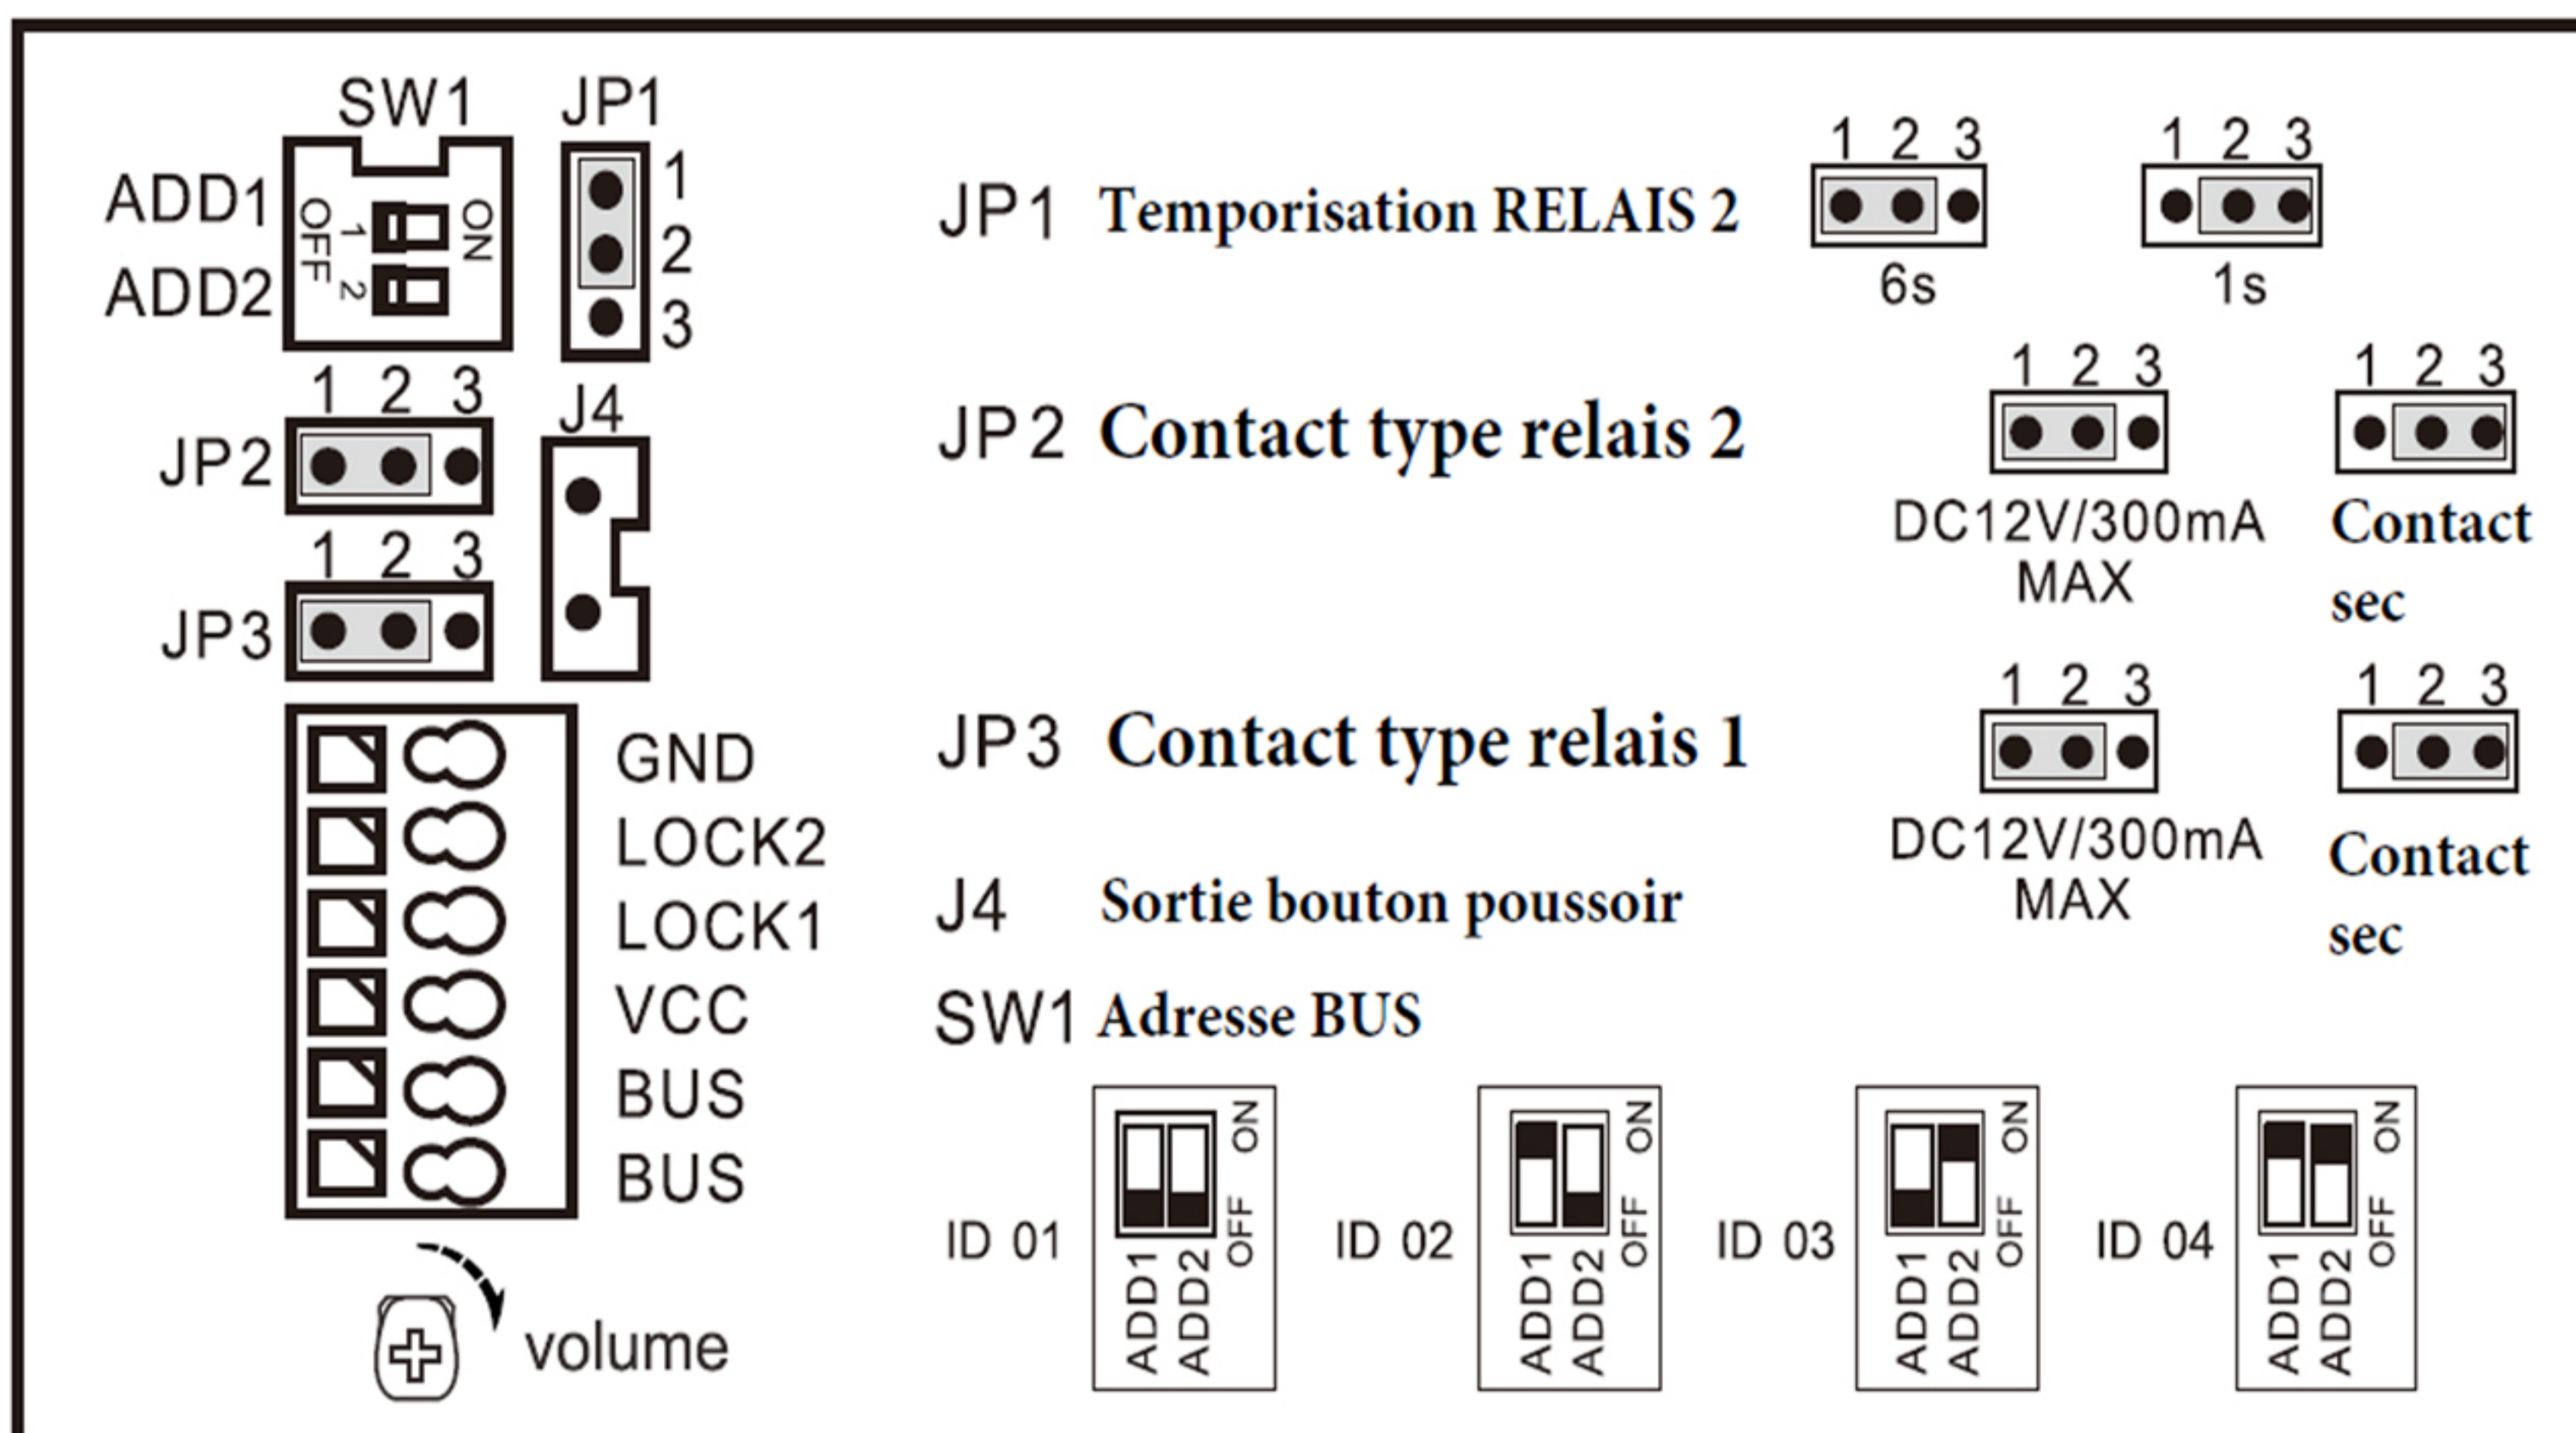 SW1
JP1
ADD1
ADD2
OFF
1
2
ON
1
2
3
1 2 3
JP2
J4
1 2 3
JP3
GND
LOCK2
LOCK1
VCC
BUS
BUS
volume
JP1 Temporisation RELAIS 2
1 2 3
6s
1 2 3
1s
JP2 Contact type relais 2
1 2 3
DC12V/300mA
MAX
1 2 3
Contact
sec
JP3 Contact type relais 1
1 2 3
DC12V/300mA
MAX
1 2 3
Contact
sec
J4 Sortie bouton poussoir
SW1 Adresse BUS
ID 01
ADD1
ADD2
OFF ON
ID 02
ADD1
ADD2
OFF ON
ID 03
ADD1
ADD2
OFF ON
ID 04
ADD1
ADD2
OFF ON